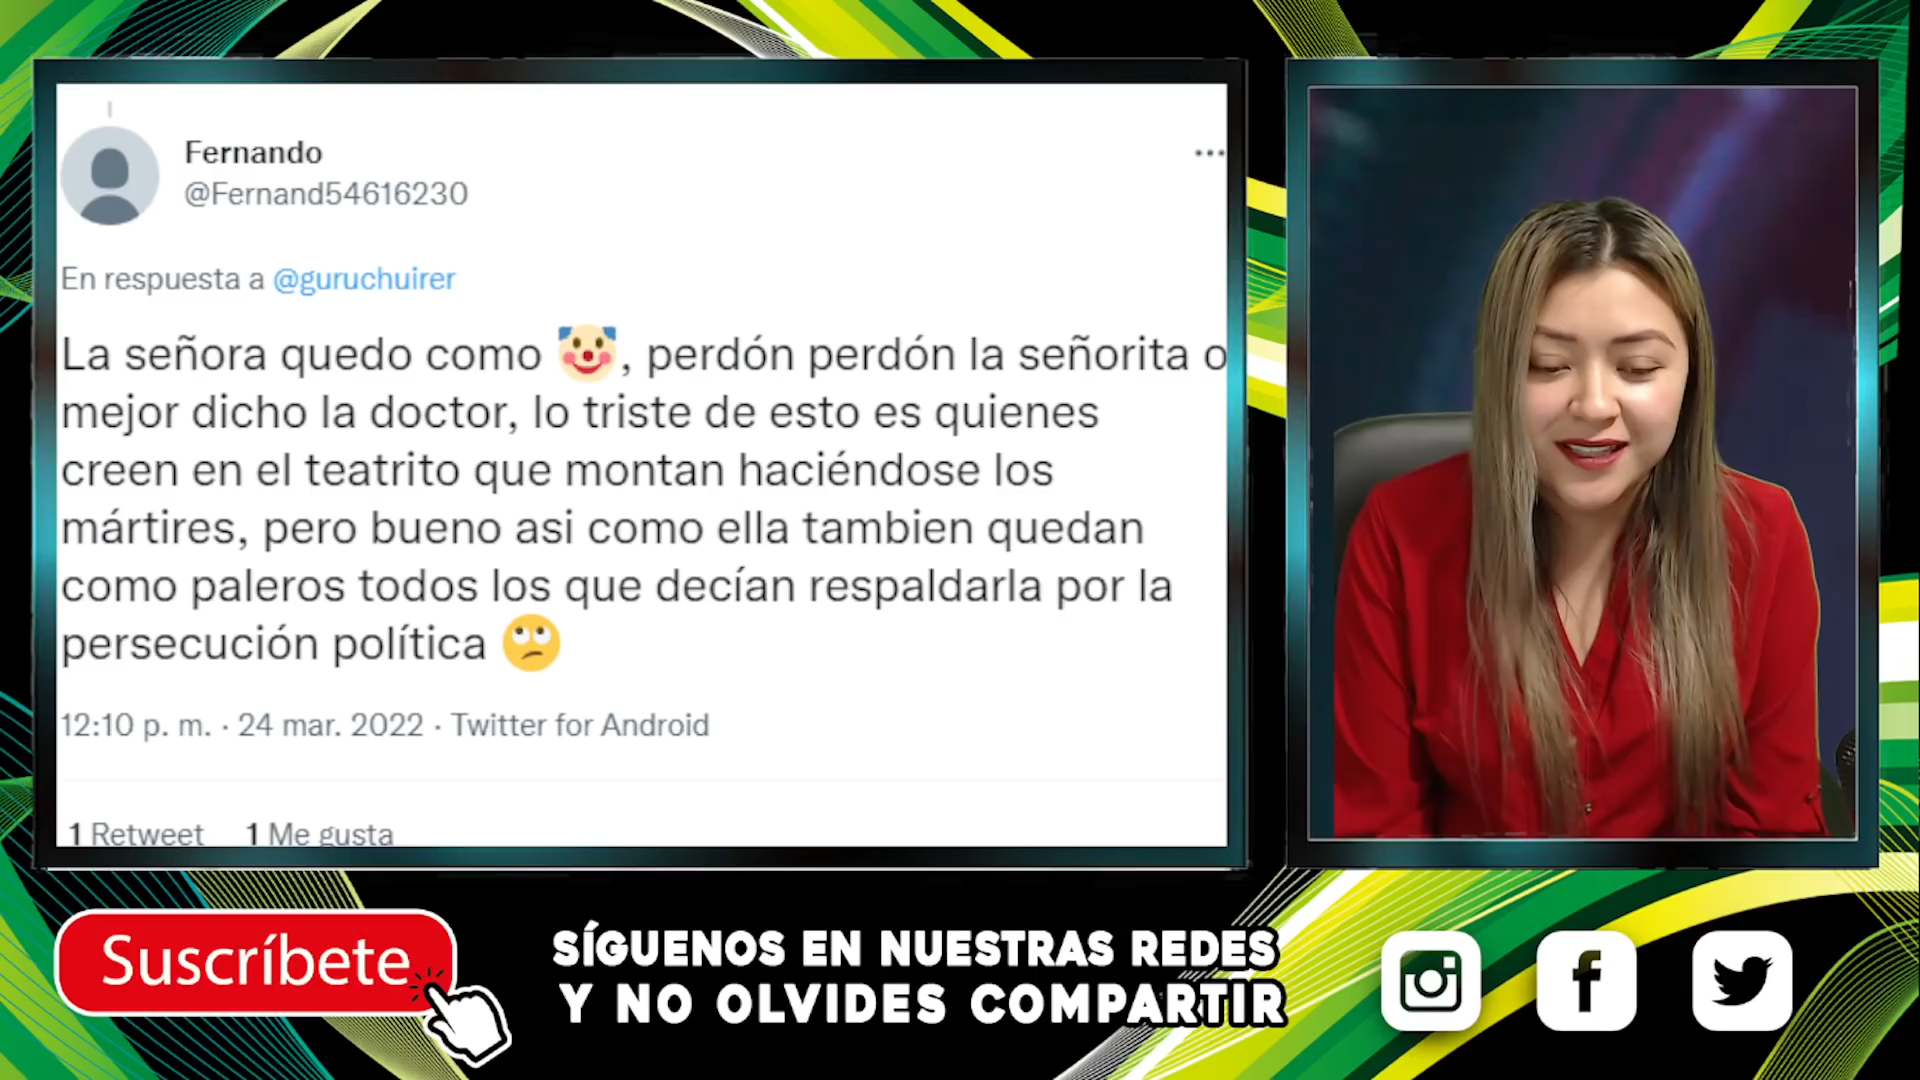 Fernando
@Fernand54616230
En respuesta a @guruchuirer
La señora quedo como 🤡, perdón perdón la señorita o
mejor dicho la doctor, lo triste de esto es quienes
creen en el teatrito que montan haciéndose los
mártires, pero bueno asi como ella tambien quedan
como paleros todos los que decían respaldarla por la
persecución política 🙄
12:10 p. m. · 24 mar. 2022 · Twitter for Android
1 Retweet 1 Me gusta
Suscríbete
SÍGUENOS EN NUESTRAS REDES
Y NO OLVIDES COMPARTIR